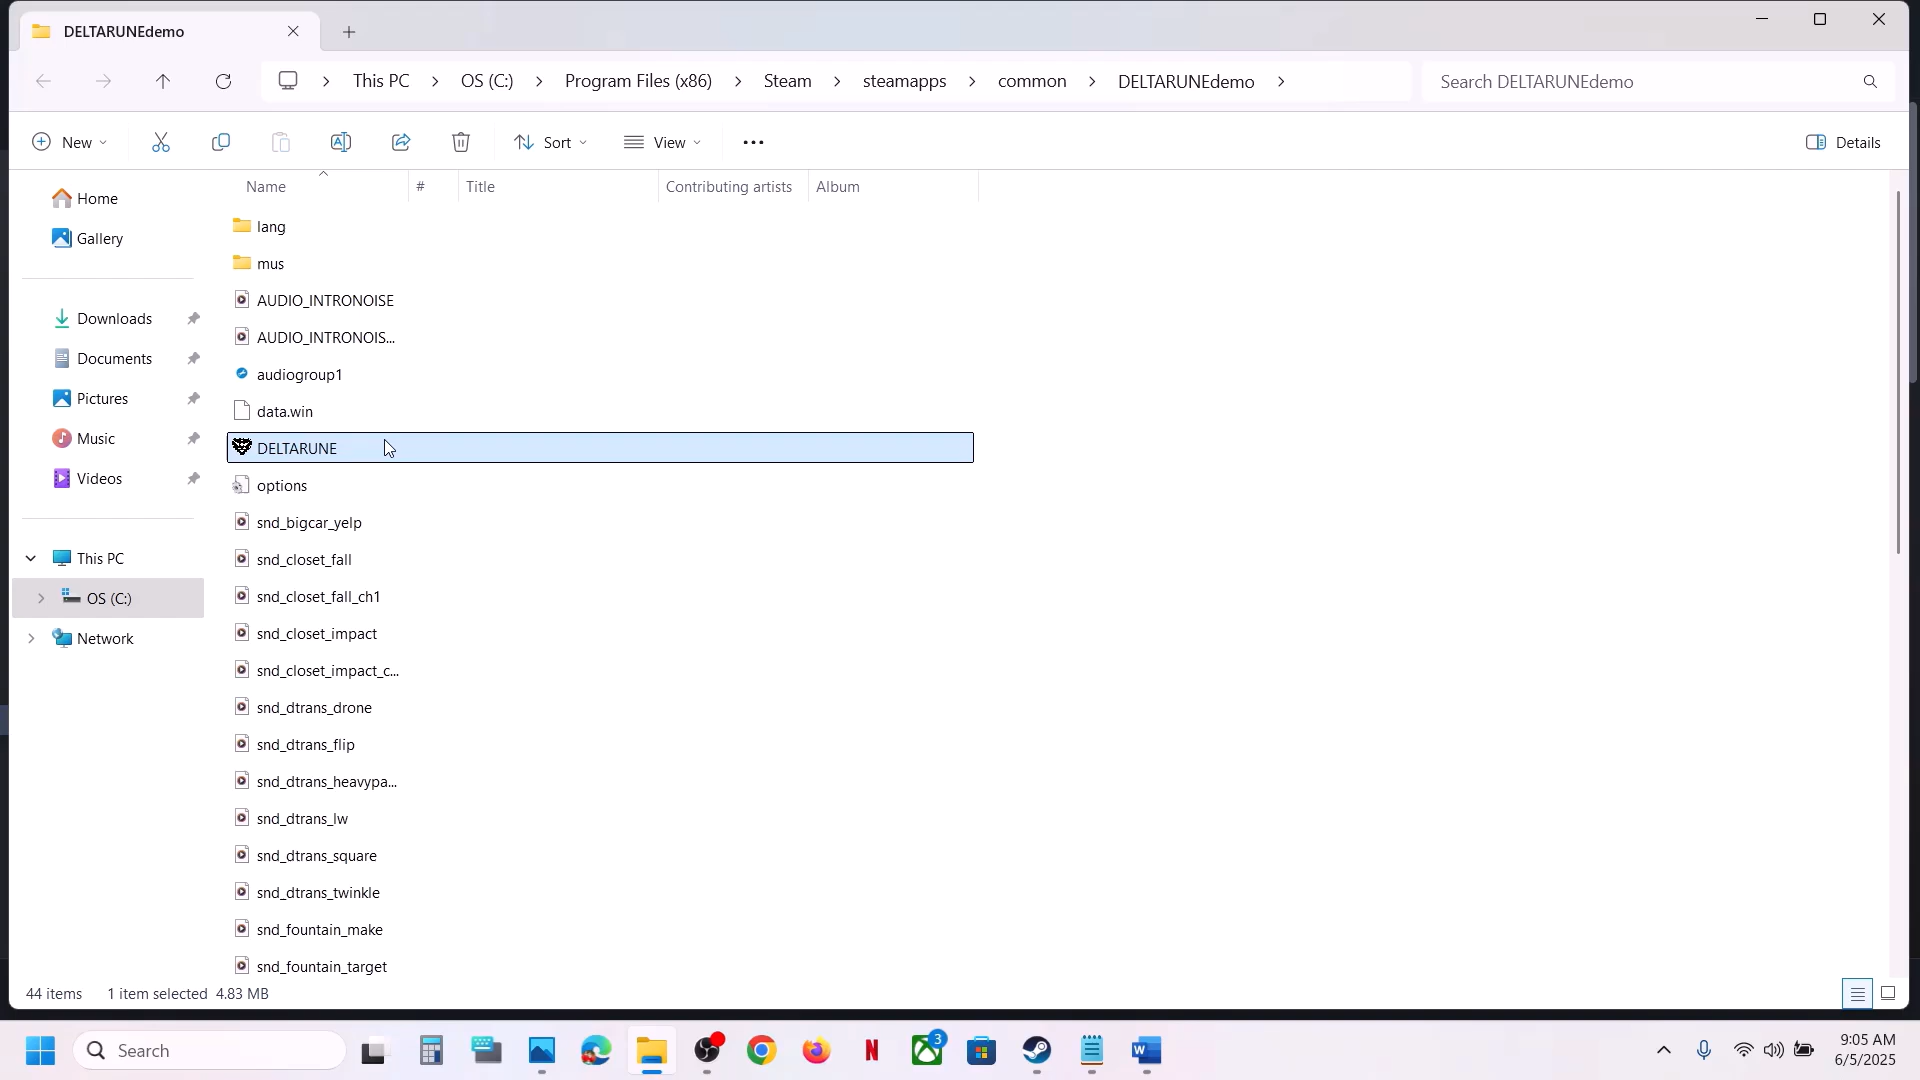 DELTARUNEdemo
This PC
OS (C:)
Program Files (x86)
Steam
steamapps
common
DELTARUNEdemo
Search DELTARUNEdemo
New
Sort
View
Details
Name
#
Title
Contributing artists
Album
Home
Gallery
Downloads
Documents
Pictures
Music
Videos
This PC
OS (C:)
Network
lang
mus
AUDIO_INTRONOISE
AUDIO_INTRONOIS...
audiogroup1
data.win
DELTARUNE
options
snd_bigcar_yelp
snd_closet_fall
snd_closet_fall_ch1
snd_closet_impact
snd_closet_impact_c...
snd_dtrans_drone
snd_dtrans_flip
snd_dtrans_heavypa...
snd_dtrans_lw
snd_dtrans_square
snd_dtrans_twinkle
snd_fountain_make
snd_fountain_target
44 items
1 item selected 4.83 MB
Search
3
9:05 AM
6/5/2025